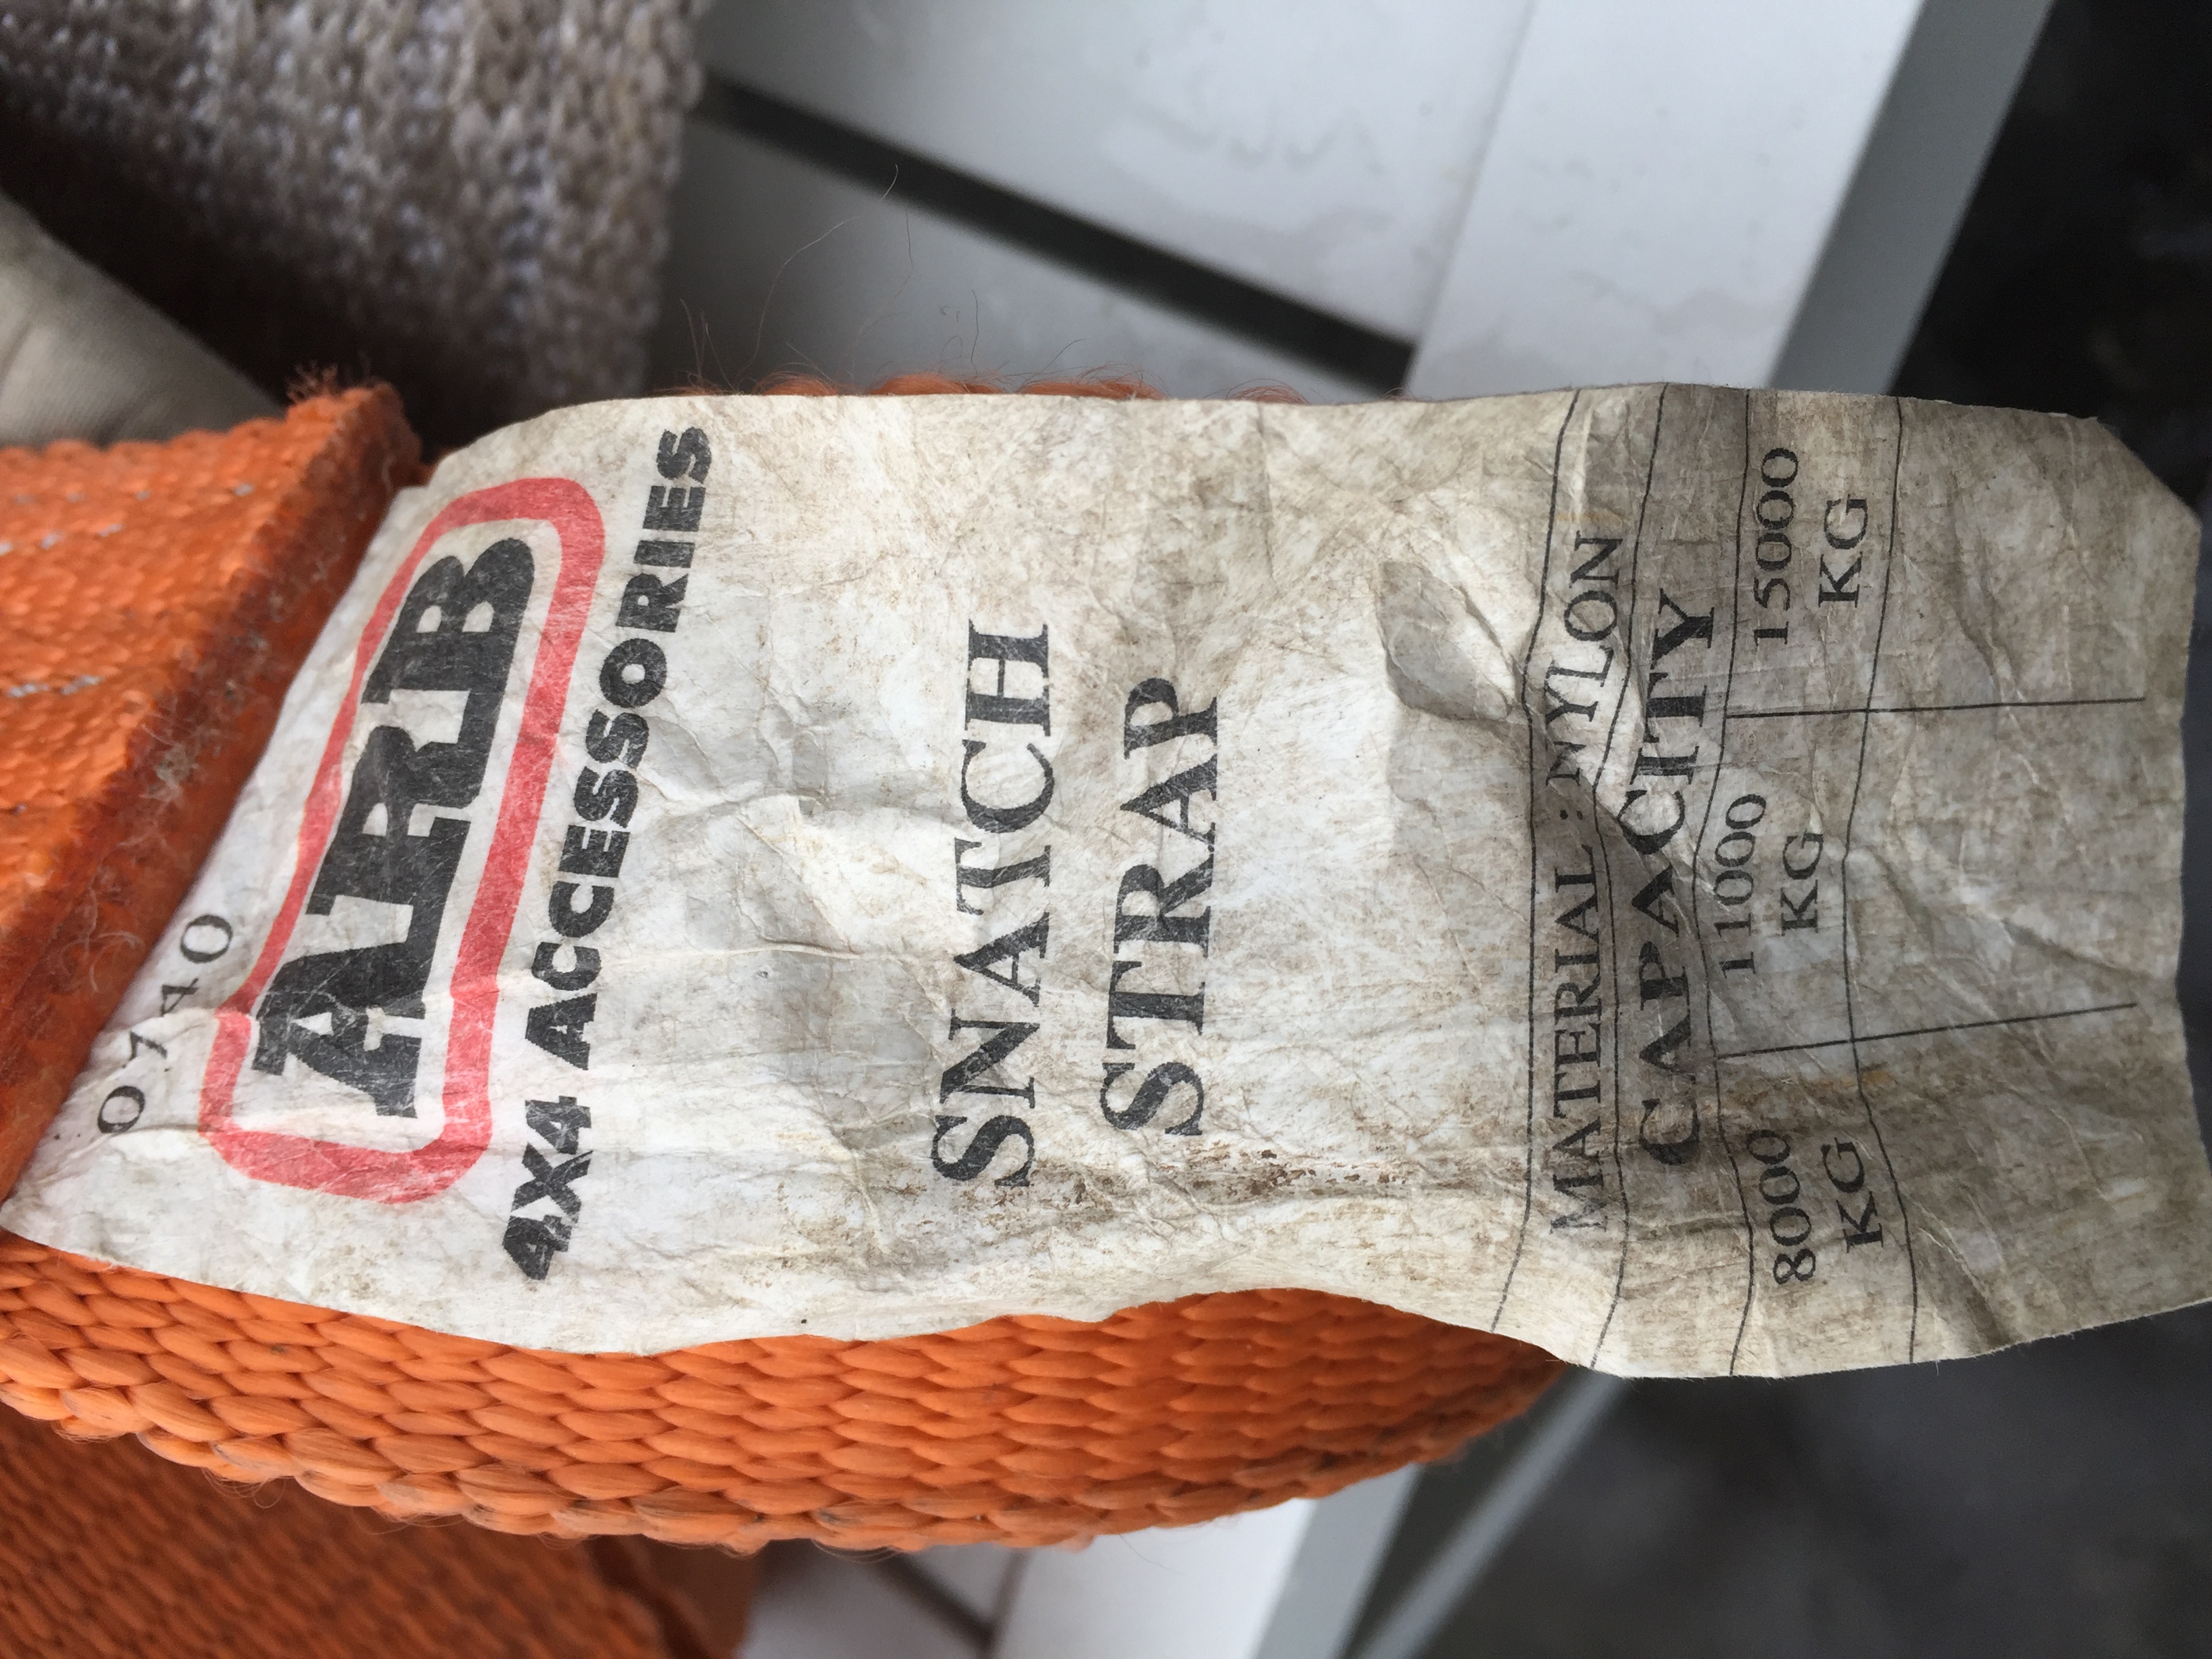 0740
ARB
4X4 ACCESSORIES
SNATCH
STRAP
MATERIAL : NYLON
CAPACITY
8000 KG
11000 KG
15000 KG